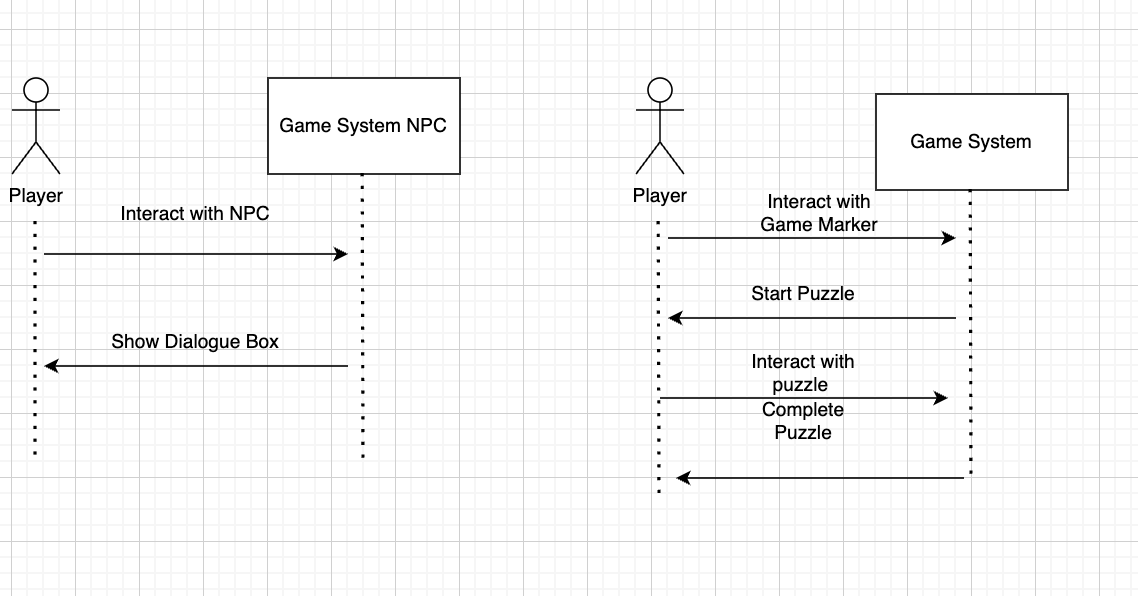 Game System NPC
Player
Interact with NPC
Show Dialogue Box
Game System
Player
Interact with
Game Marker
Start Puzzle
Interact with
puzzle
Complete
Puzzle